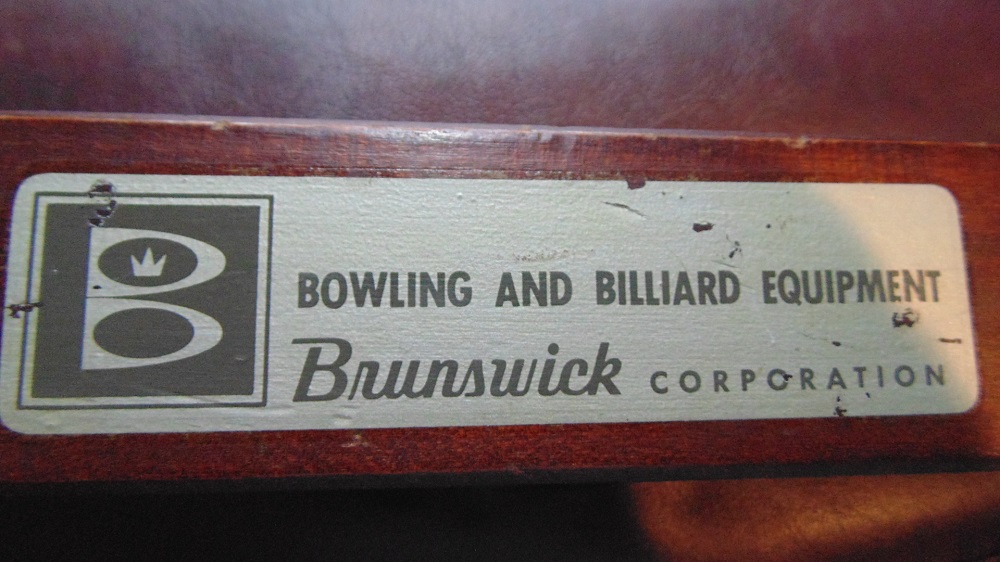 B
BOWLING AND BILLIARD EQUIPMENT
Brunswick CORPORATION